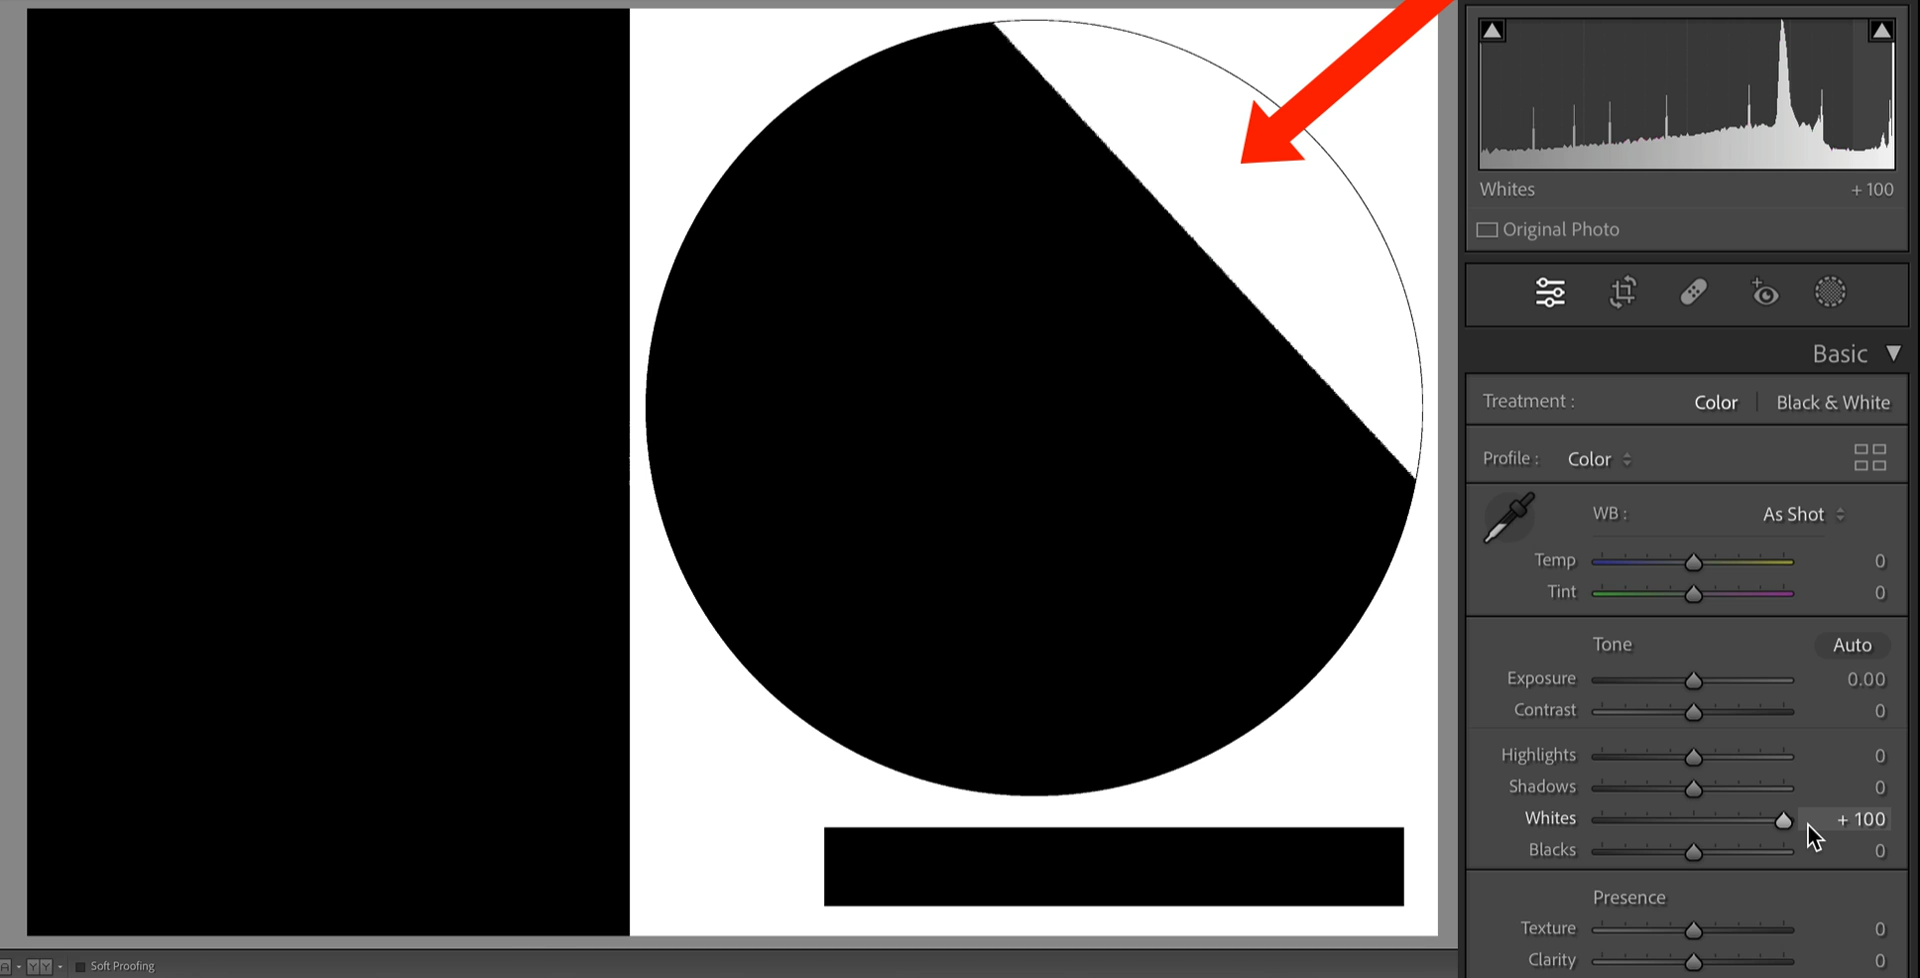 Whites + 100
Original Photo
Basic
Treatment : Color Black & White
Profile : Color
WB : As Shot
Temp 0
Tint 0
Tone Auto
Exposure 0.00
Contrast 0
Highlights 0
Shadows 0
Whites + 100
Blacks 0
Presence
Texture 0
Clarity 0
A YY Soft Proofing